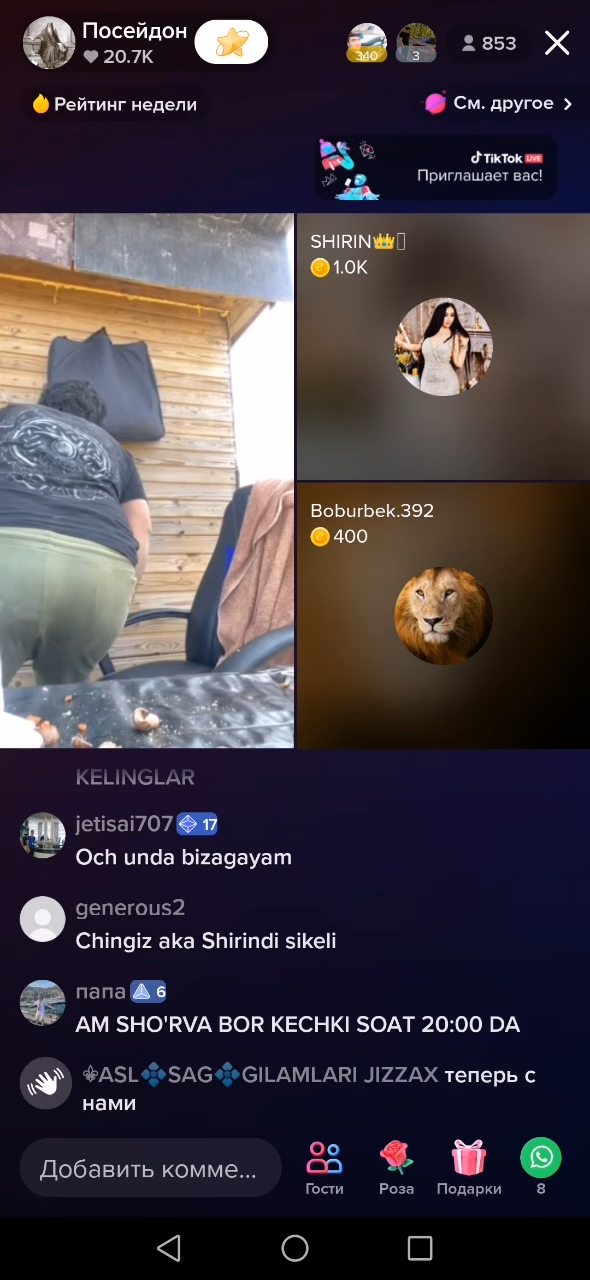 Посейдон
20.7K
340
3
853
Рейтинг недели
См. другое
TikTok LIVE
Приглашает вас!
SHIRIN👑
1.0K
Boburbek.392
400
KELINGLAR
jetisai707 17
Och unda bizagayam
generous2
Chingiz aka Shirindi sikeli
папа 6
AM SHO'RVA BOR KECHKI SOAT 20:00 DA
⚜ASL💠SAG💠GILAMLARI JIZZAX теперь с
нами
Добавить комме...
Гости
Роза
Подарки
8